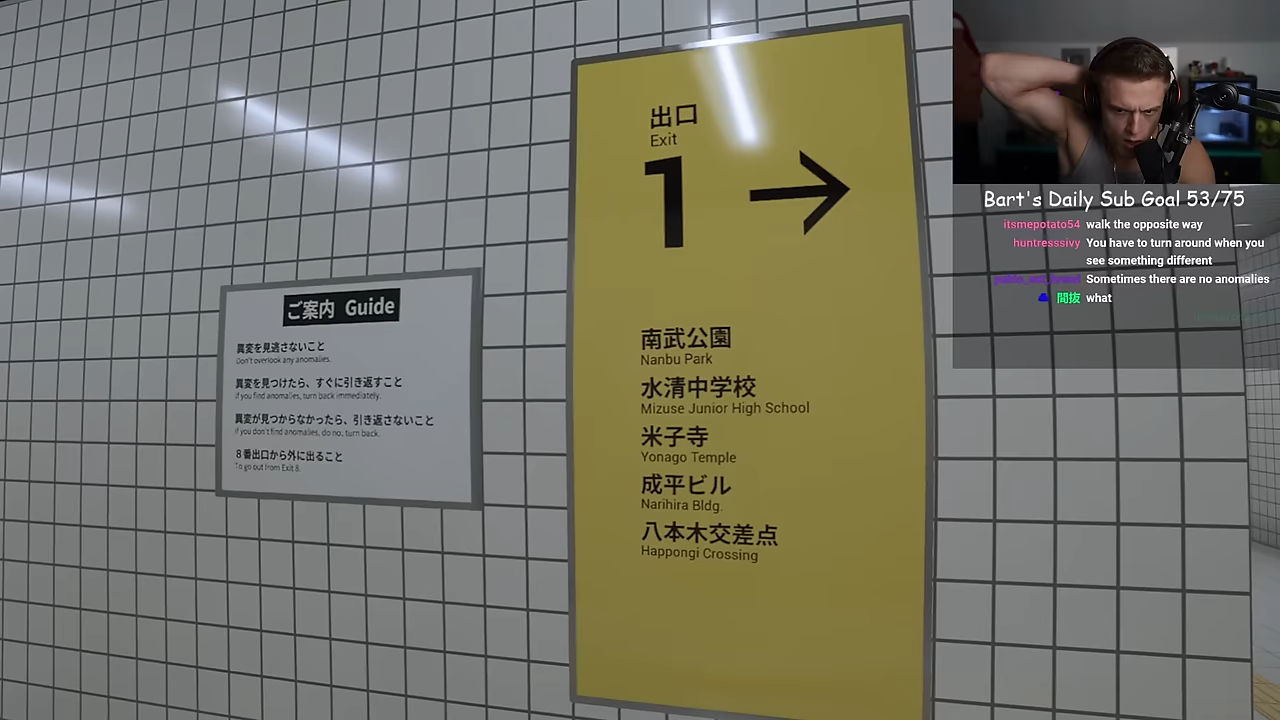 ご案内 Guide
異変を見逃さないこと
Don't overlook any anomalies.
異変を見つけたら、すぐに引き返すこと
If you find anomalies, turn back immediately.
異変が見つからなかったら、引き返さないこと
If you don't find anomalies, do not turn back.
8番出口から外に出ること
To go out from Exit 8.
出口
Exit
1 →
南武公園
Nanbu Park
水清中学校
Mizuse Junior High School
米子寺
Yonago Temple
成平ビル
Narihira Bldg.
八本木交差点
Happongi Crossing
Bart's Daily Sub Goal 53/75
itsmepotato54 walk the opposite way
huntresssivy You have to turn around when you
see something different
Sometimes there are no anomalies
間抜 what